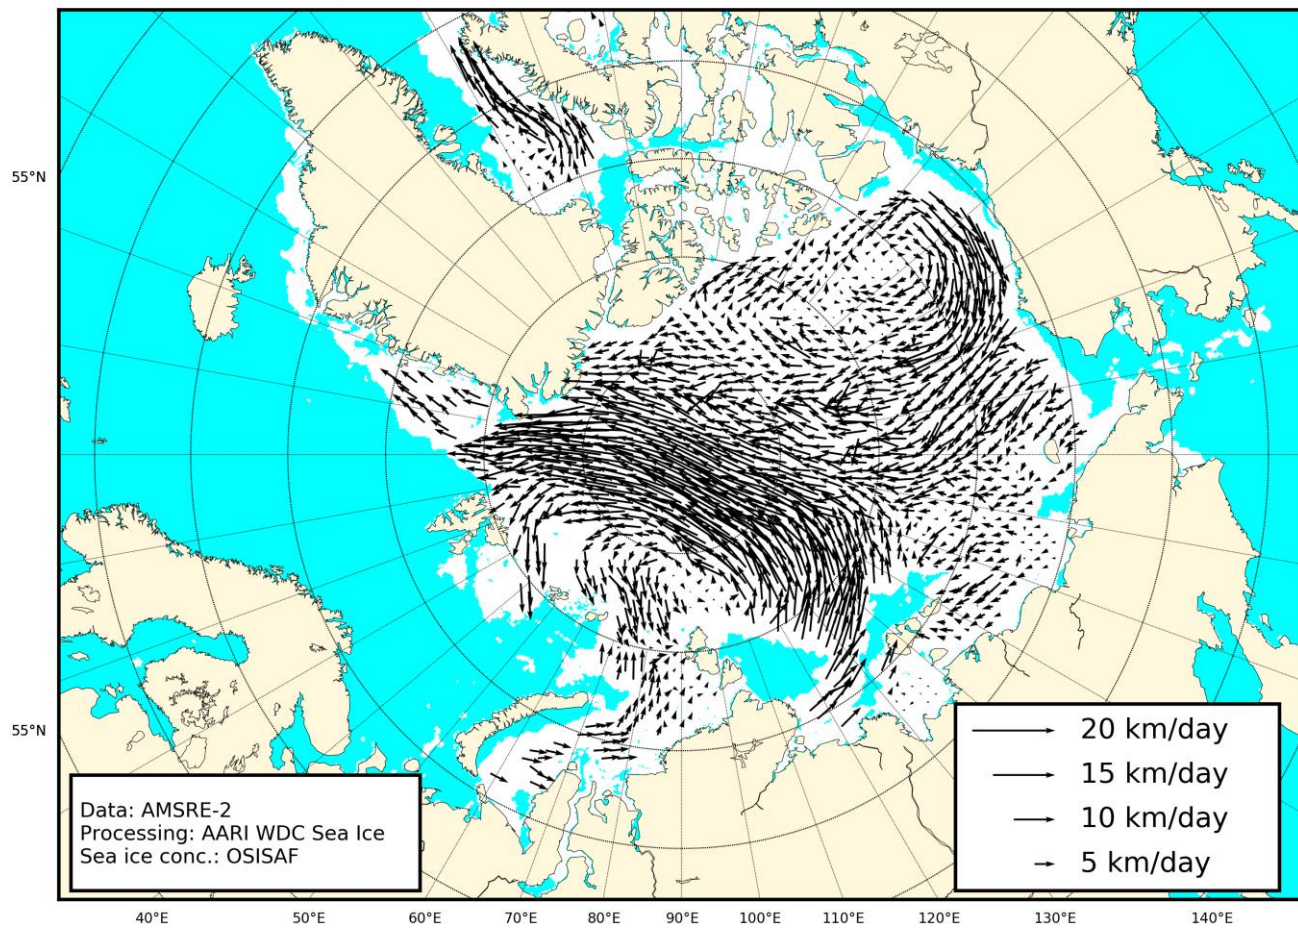 55°N
55°N
20 km/day
15 km/day
10 km/day
5 km/day
Data: AMSRE-2
Processing: AARI WDC Sea Ice
Sea ice conc.: OSISAF
40°E 50°E 60°E 70°E 80°E 90°E 100°E 110°E 120°E 130°E 140°E